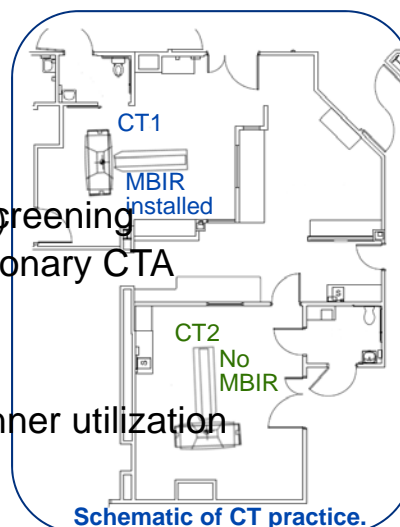 CT1
MBIR
installed
creening
onary CTA
CT2
No
MBIR
nner utilization
Schematic of CT practice.